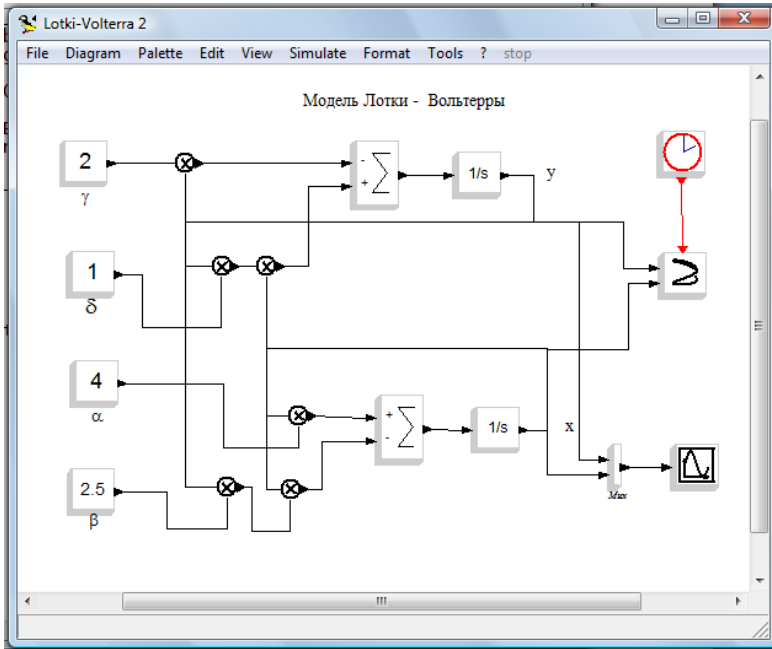 Lotki-Volterra 2
File Diagram Palette Edit View Simulate Format Tools ? stop
Модель Лотки - Вольтерры
2
γ
-
+
1/s
y
1
δ
4
α
+
-
1/s
x
2.5
β
Mux